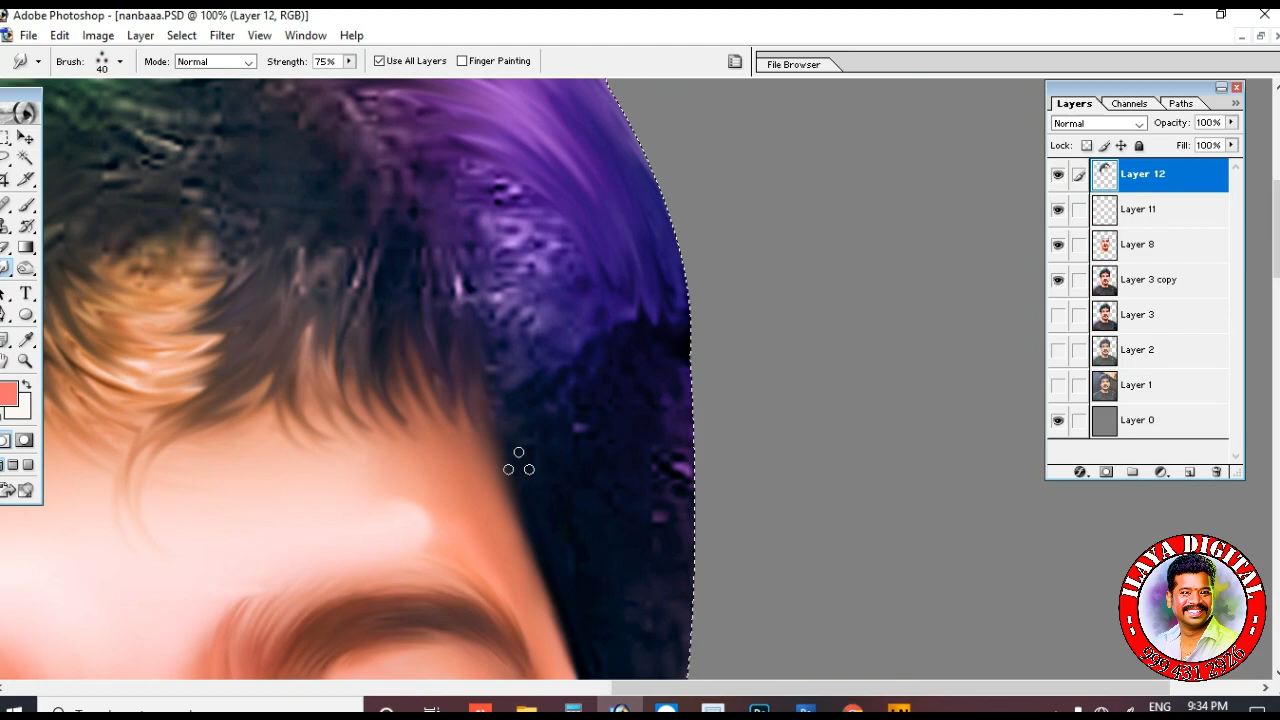 Adobe Photoshop - [nanbaaa.PSD @ 100% (Layer 12, RGB)]
File Edit Image Layer Select Filter View Window Help
Brush: 40 Mode: Normal Strength: 75% Use All Layers Finger Painting
File Browser
Layers Channels Paths
Normal Opacity: 100%
Lock: Fill: 100%
Layer 12
Layer 11
Layer 8
Layer 3 copy
Layer 3
Layer 2
Layer 1
Layer 0
ILAYA DIGITAL
999 431 2926
ENG 9:34 PM